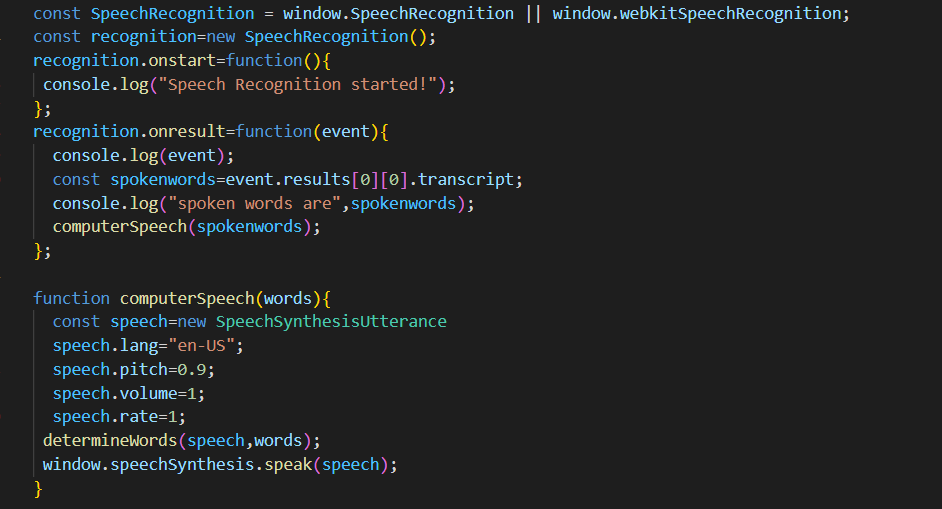 const SpeechRecognition = window.SpeechRecognition || window.webkitSpeechRecognition;
const recognition=new SpeechRecognition();
recognition.onstart=function(){
 console.log("Speech Recognition started!");
};
recognition.onresult=function(event){
  console.log(event);
  const spokenwords=event.results[0][0].transcript;
  console.log("spoken words are",spokenwords);
  computerSpeech(spokenwords);
};

function computerSpeech(words){
  const speech=new SpeechSynthesisUtterance
  speech.lang="en-US";
  speech.pitch=0.9;
  speech.volume=1;
  speech.rate=1;
 determineWords(speech,words);
 window.speechSynthesis.speak(speech);
}